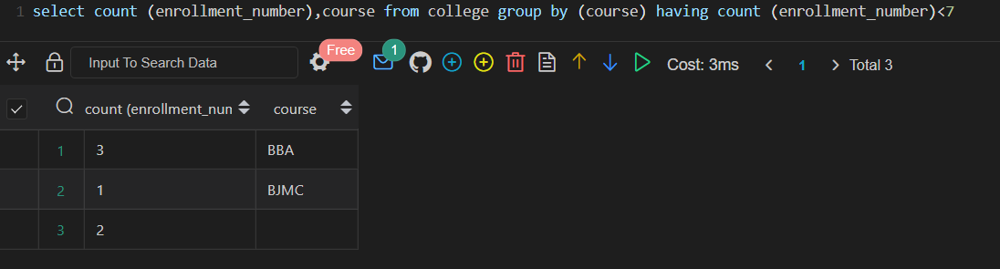 1 select count (enrollment_number),course from college group by (course) having count (enrollment_number)<7
Free
1
Input To Search Data
Cost: 3ms < 1 > Total 3
count (enrollment_num course
1 3 BBA
2 1 BJMC
3 2